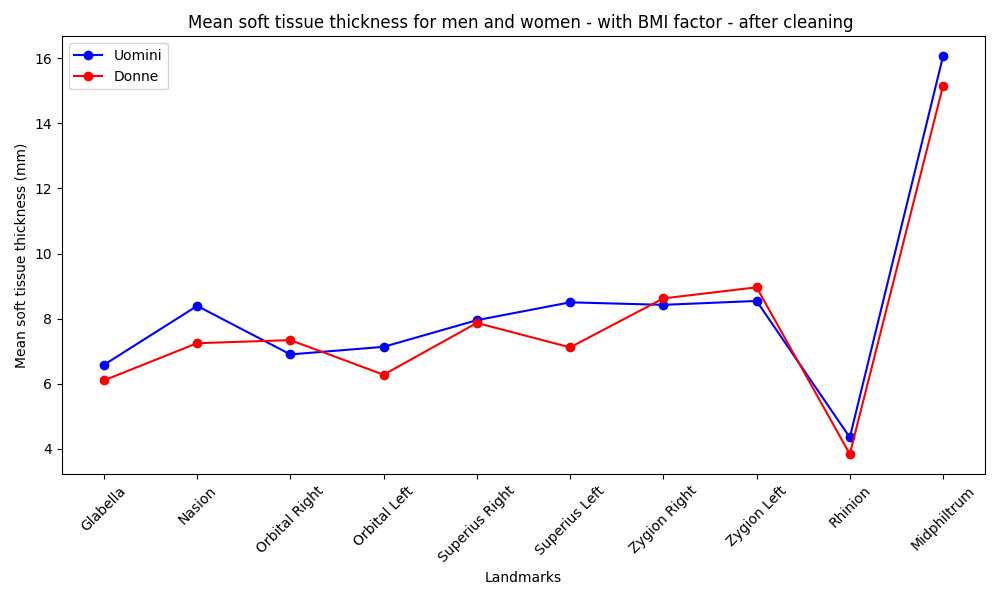 Mean soft tissue thickness for men and women - with BMI factor - after cleaning
Uomini
Donne
Mean soft tissue thickness (mm)
16
14
12
10
8
6
4
Glabella
Nasion
Orbital Right
Orbital Left
Superius Right
Superius Left
Zygion Right
Zygion Left
Rhinion
Midphiltrum
Landmarks